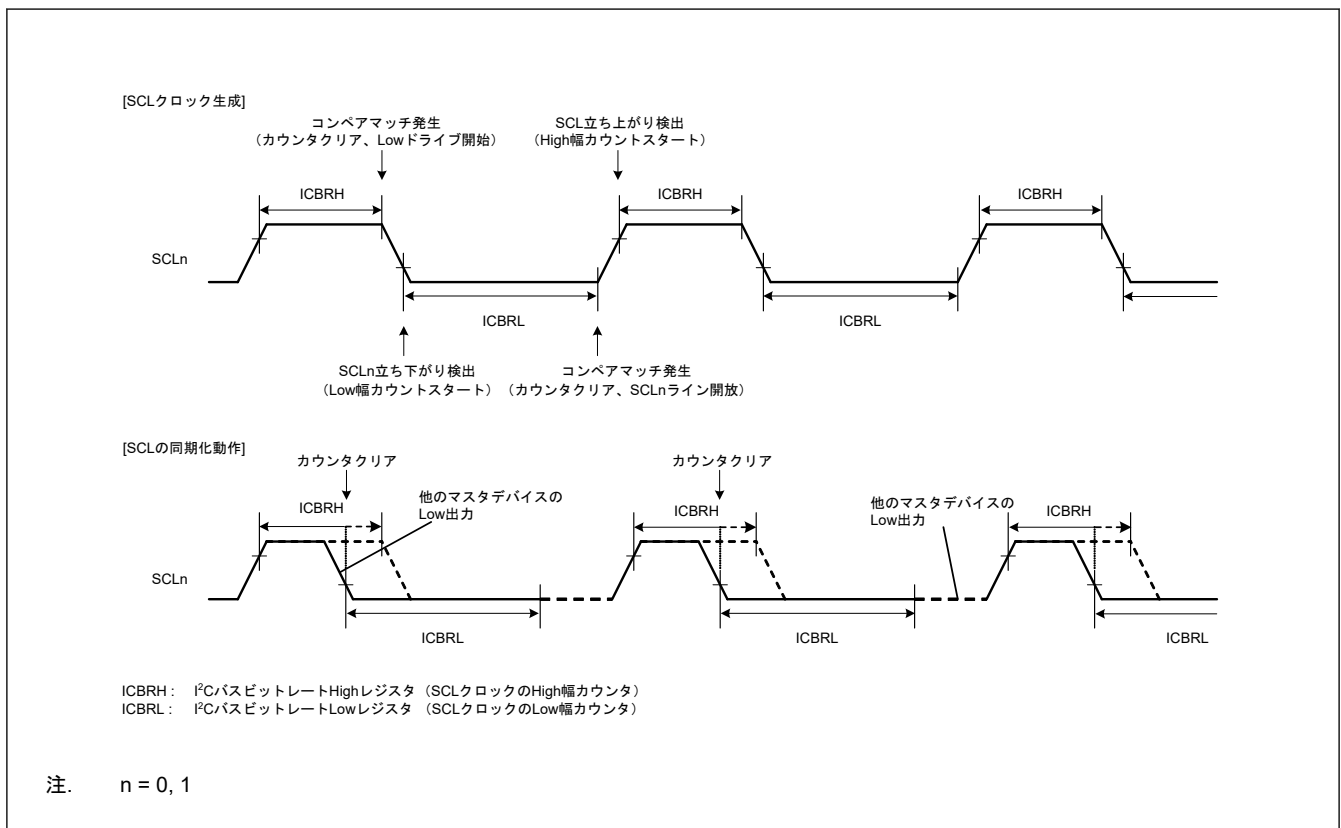 [SCLクロック生成]
コンペアマッチ発生
（カウンタクリア、Lowドライブ開始）
SCL立ち上がり検出
（High幅カウントスタート）
ICBRH
ICBRH
ICBRH
SCLn
ICBRL
ICBRL
SCLn立ち下がり検出
（Low幅カウントスタート）
コンペアマッチ発生
（カウンタクリア、SCLnライン開放）
[SCLの同期化動作]
カウンタクリア
カウンタクリア
ICBRH
他のマスタデバイスの
Low出力
ICBRH
他のマスタデバイスの
Low出力
ICBRH
SCLn
ICBRL
ICBRL
ICBRL
ICBRH : I²CバスビットレートHighレジスタ（SCLクロックのHigh幅カウンタ）
ICBRL : I²CバスビットレートLowレジスタ（SCLクロックのLow幅カウンタ）
注. n = 0, 1